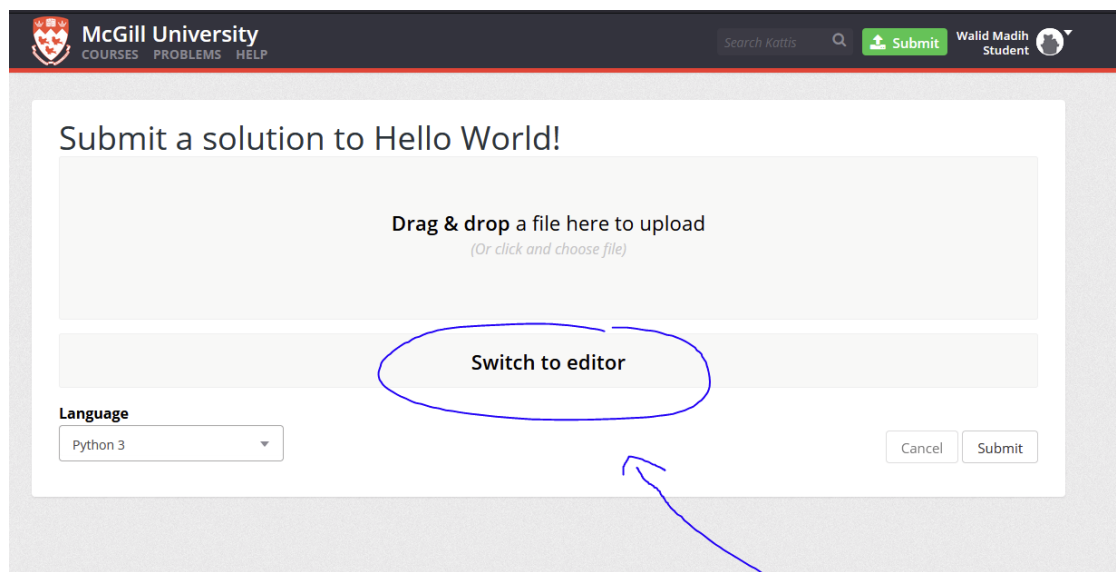 McGill University
COURSES PROBLEMS HELP
Search Kattis
Submit
Walid Madih
Student
Submit a solution to Hello World!
Drag & drop a file here to upload
(Or click and choose file)
Switch to editor
Language
Python 3
Cancel
Submit